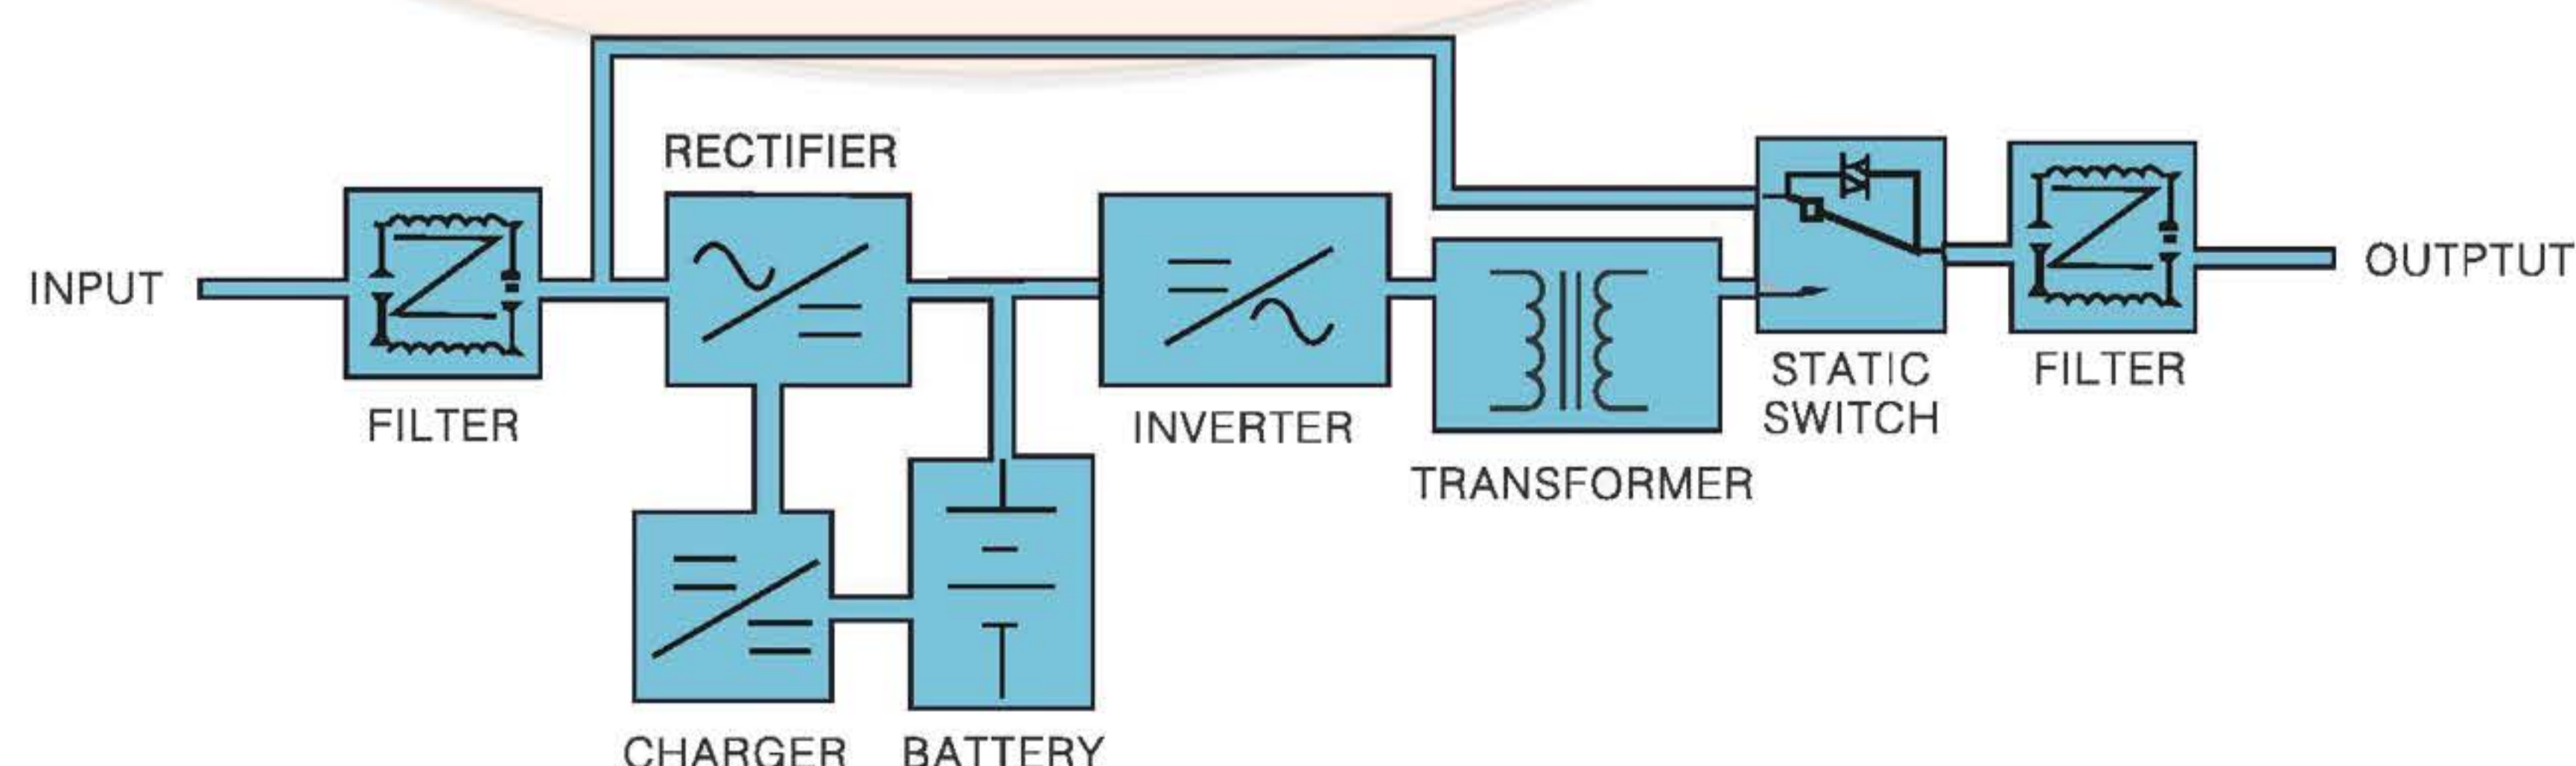 RECTIFIER
INPUT
OUTPTUT
FILTER
INVERTER
STATIC
SWITCH
FILTER
TRANSFORMER
CHARGER
BATTERY